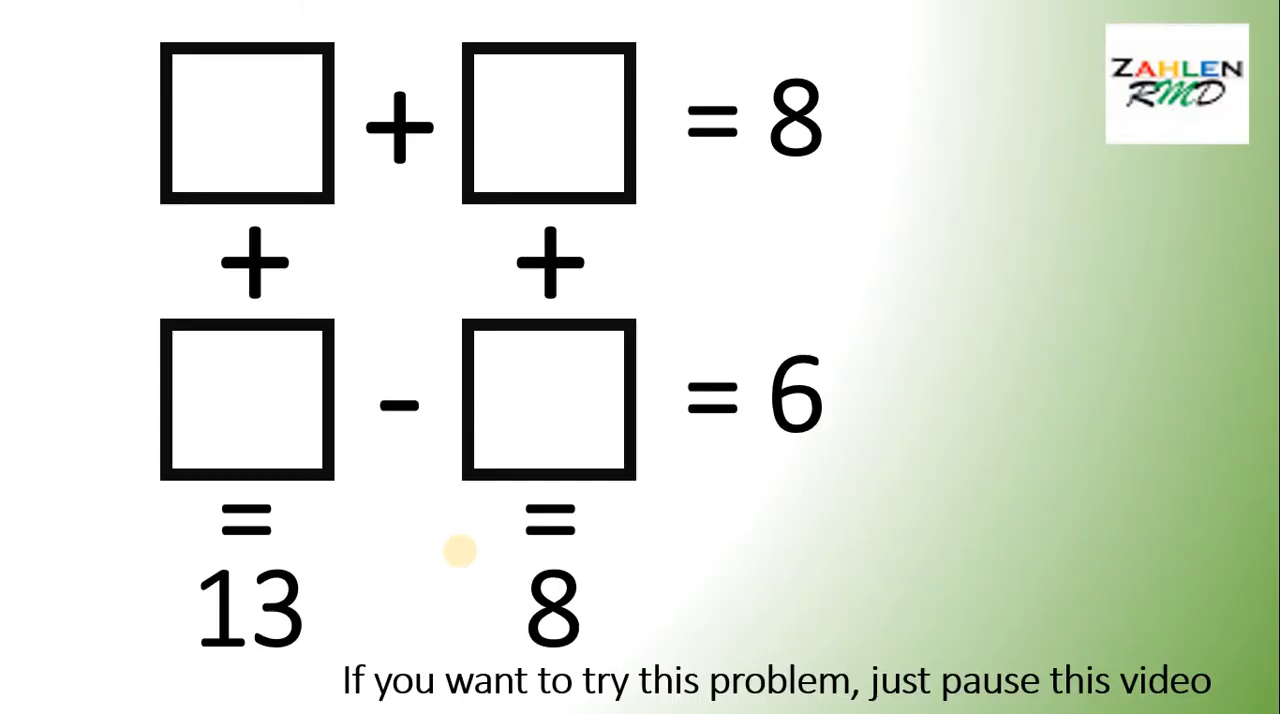 + = 8
ZAHLEN
RMD
+ +
- = 6
= =
13 8
If you want to try this problem, just pause this video